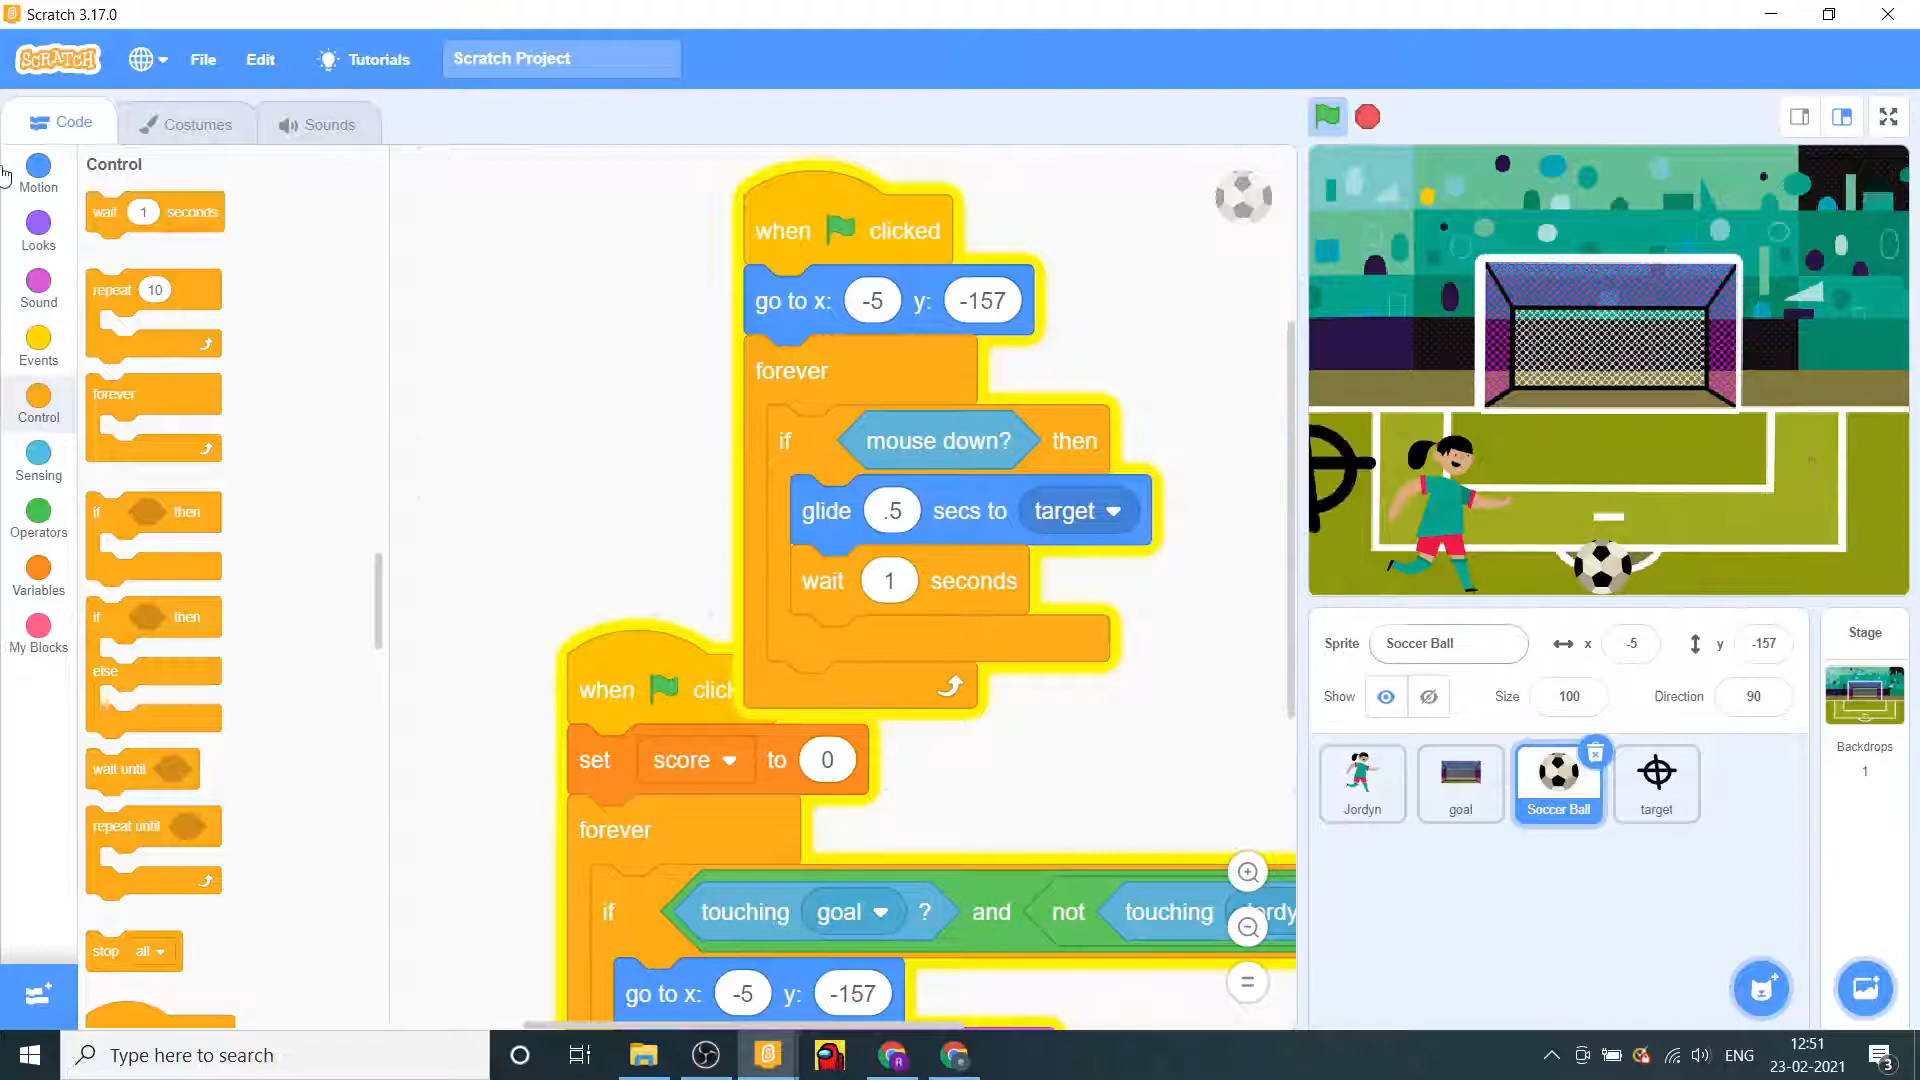 Scratch 3.17.0
SCRATCH
File
Edit
Tutorials
Scratch Project
Code
Costumes
Sounds
Motion
Looks
Sound
Events
Control
Sensing
Operators
Variables
My Blocks
Control
wait 1 seconds
repeat 10
forever
if then
if then
else
wait until
repeat until
stop all
when clicked
go to x: -5 y: -157
forever
if mouse down? then
glide .5 secs to target
wait 1 seconds
when
set score to 0
forever
if touching goal ? and not touching
go to x: -5 y: -157
Sprite Soccer Ball x -5 y -157
Show Size 100 Direction 90
Jordyn
goal
Soccer Ball
target
Stage
Backdrops
1
Type here to search
ENG
12:51
23-02-2021
3